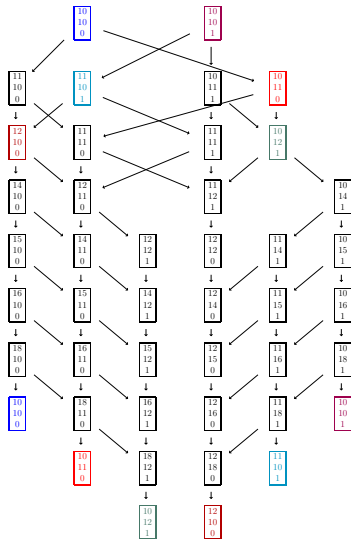 10 10
10 10
0 1
11 11 10 10
10 10 11 11
0 1 1 0
12 11 11 10
10 11 11 12
0 0 1 1
14 12 11 10
10 11 12 14
0 0 1 1
15 14 12 12 11 10
10 11 12 12 14 15
0 0 1 0 1 1
16 15 14 12 11 10
10 11 12 14 15 16
0 0 1 0 1 1
18 16 15 12 11 10
10 11 12 15 16 18
0 0 1 0 1 1
10 18 16 12 11 10
10 11 12 16 18 10
0 0 1 0 1 1
10 18 12 11
11 12 18 10
0 1 0 1
10 12
12 10
1 0